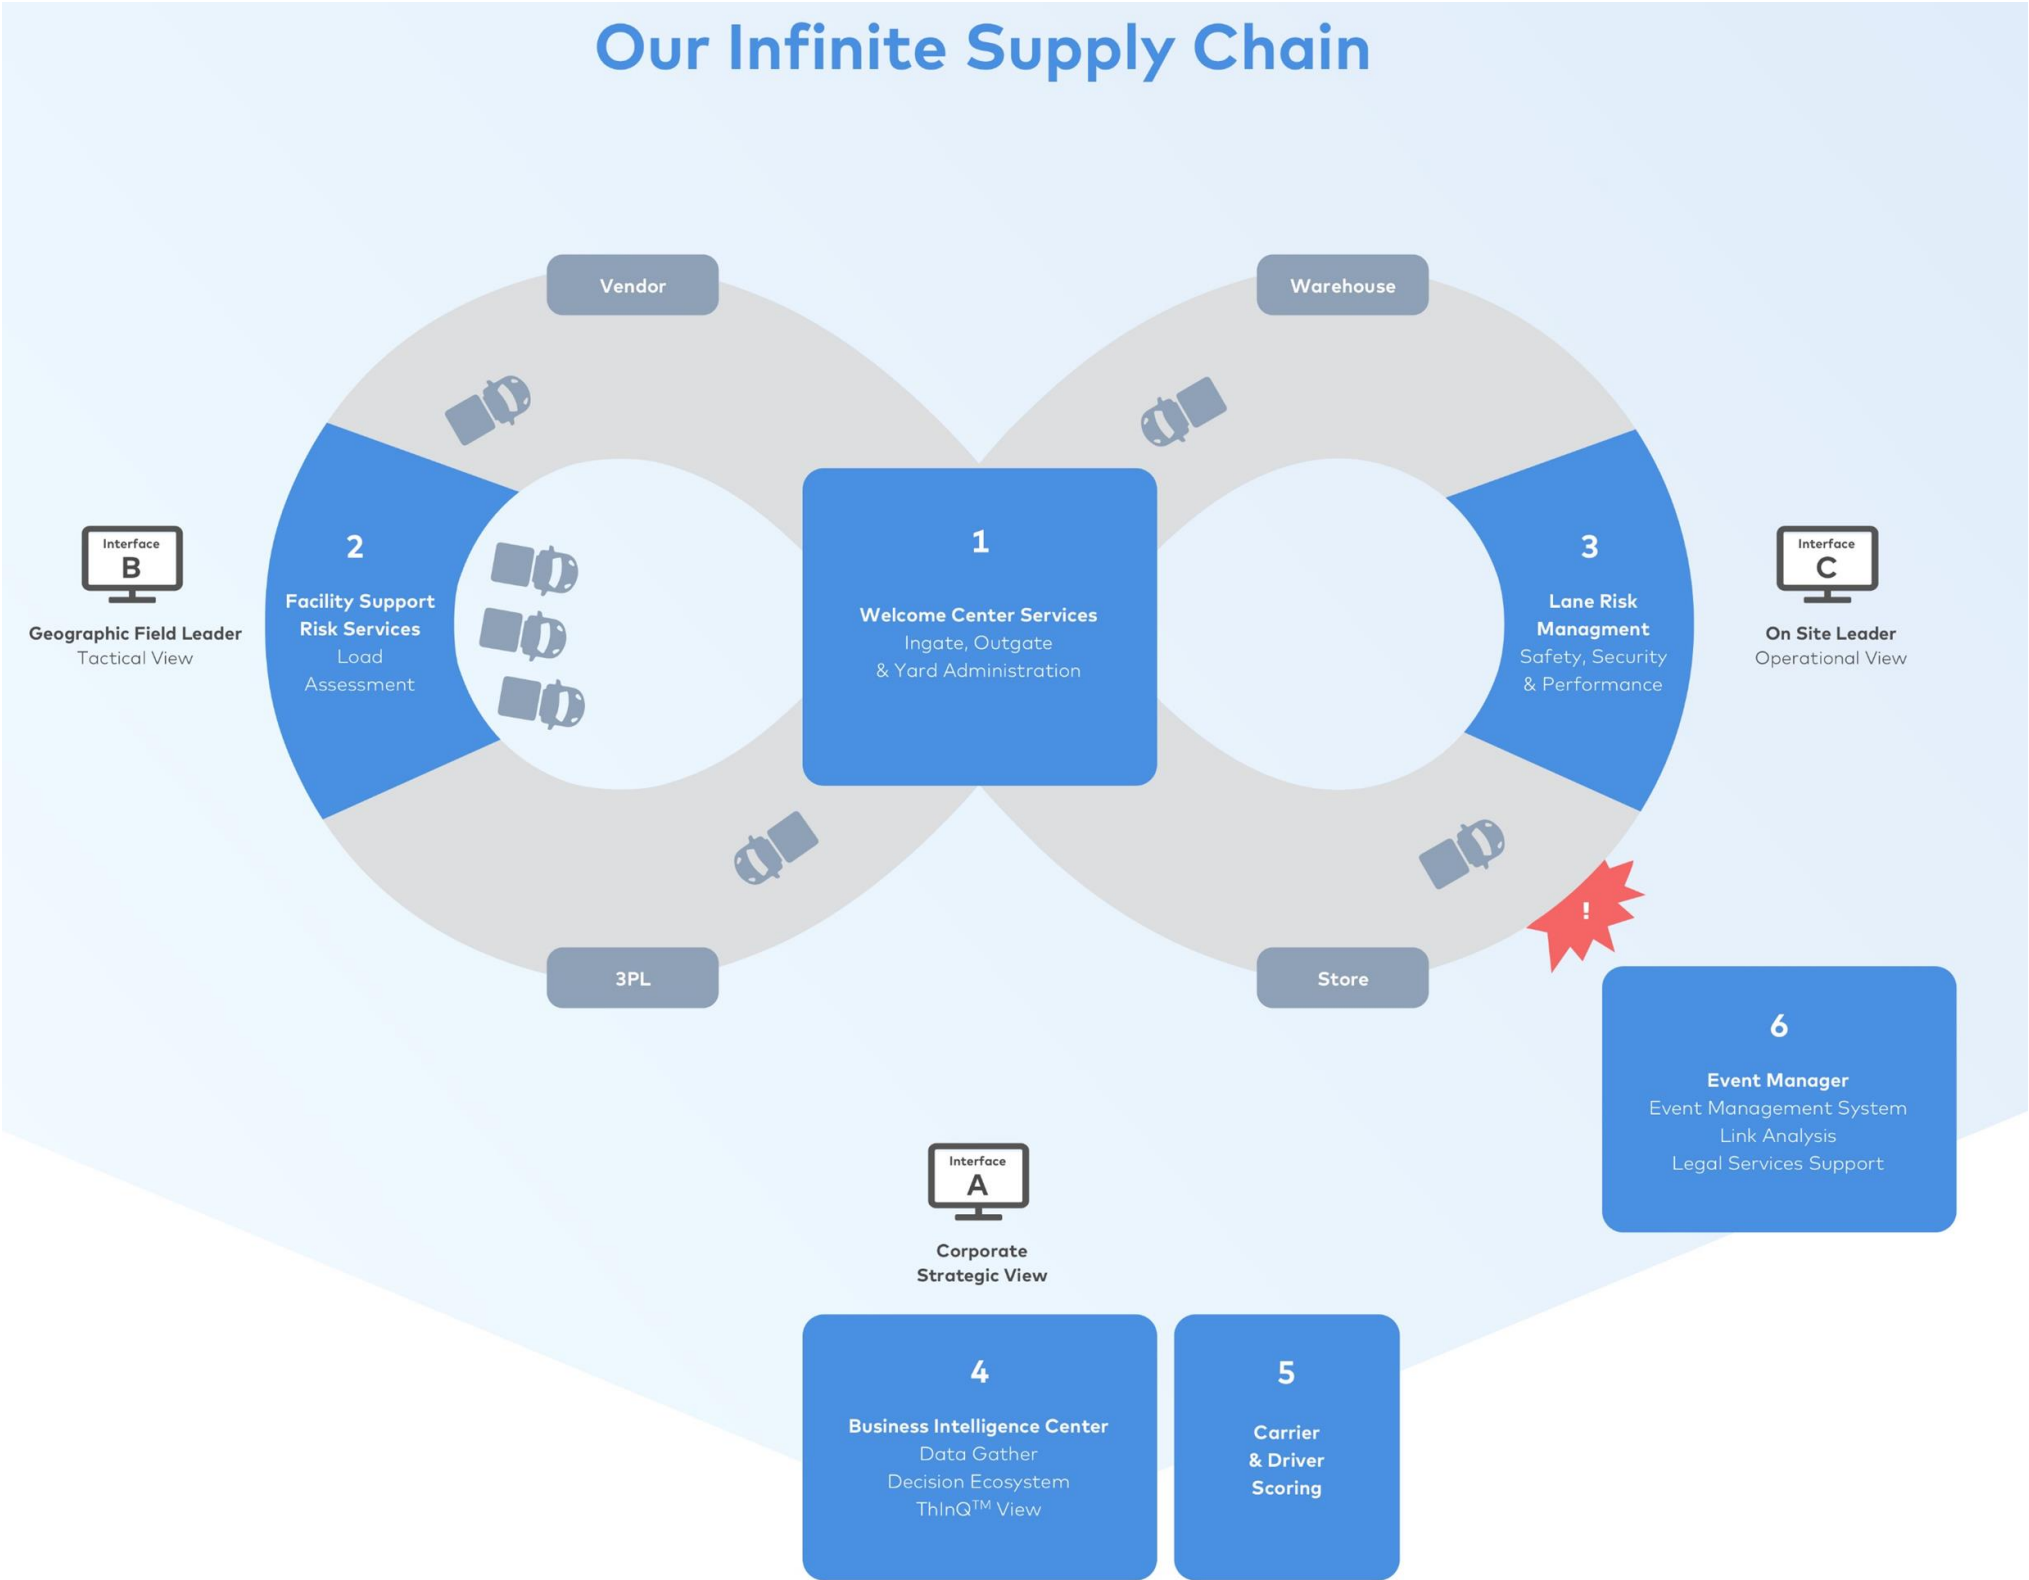 Our Infinite Supply Chain
Vendor
Warehouse
Interface
B
Geographic Field Leader
Tactical View
2
Facility Support
Risk Services
Load
Assessment
1
Welcome Center Services
Ingate, Outgate
& Yard Administration
3
Lane Risk
Managment
Safety, Security
& Performance
Interface
C
On Site Leader
Operational View
3PL
Store
!
6
Event Manager
Event Management System
Link Analysis
Legal Services Support
Interface
A
Corporate
Strategic View
4
Business Intelligence Center
Data Gather
Decision Ecosystem
ThInQ™ View
5
Carrier
& Driver
Scoring